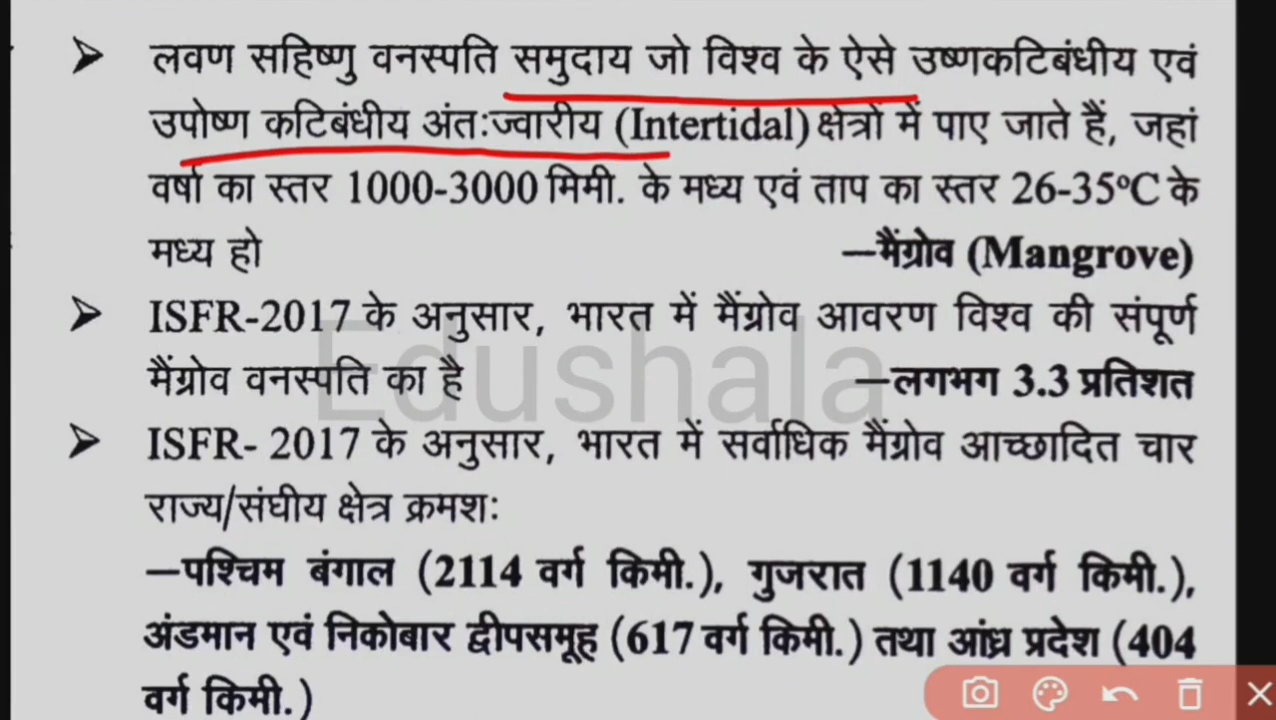 ➤ लवण सहिष्णु वनस्पति समुदाय जो विश्व के ऐसे उष्णकटिबंधीय एवं
उपोष्ण कटिबंधीय अंतःज्वारीय (Intertidal) क्षेत्रों में पाए जाते हैं, जहां
वर्षा का स्तर 1000-3000 मिमी. के मध्य एवं ताप का स्तर 26-35ºC के
मध्य हो —मैंग्रोव (Mangrove)
➤ ISFR-2017 के अनुसार, भारत में मैंग्रोव आवरण विश्व की संपूर्ण
मैंग्रोव वनस्पति का है —लगभग 3.3 प्रतिशत
Edushala
➤ ISFR- 2017 के अनुसार, भारत में सर्वाधिक मैंग्रोव आच्छादित चार
राज्य/संघीय क्षेत्र क्रमशः
—पश्चिम बंगाल (2114 वर्ग किमी.), गुजरात (1140 वर्ग किमी.),
अंडमान एवं निकोबार द्वीपसमूह (617 वर्ग किमी.) तथा आंध्र प्रदेश (404
वर्ग किमी.)